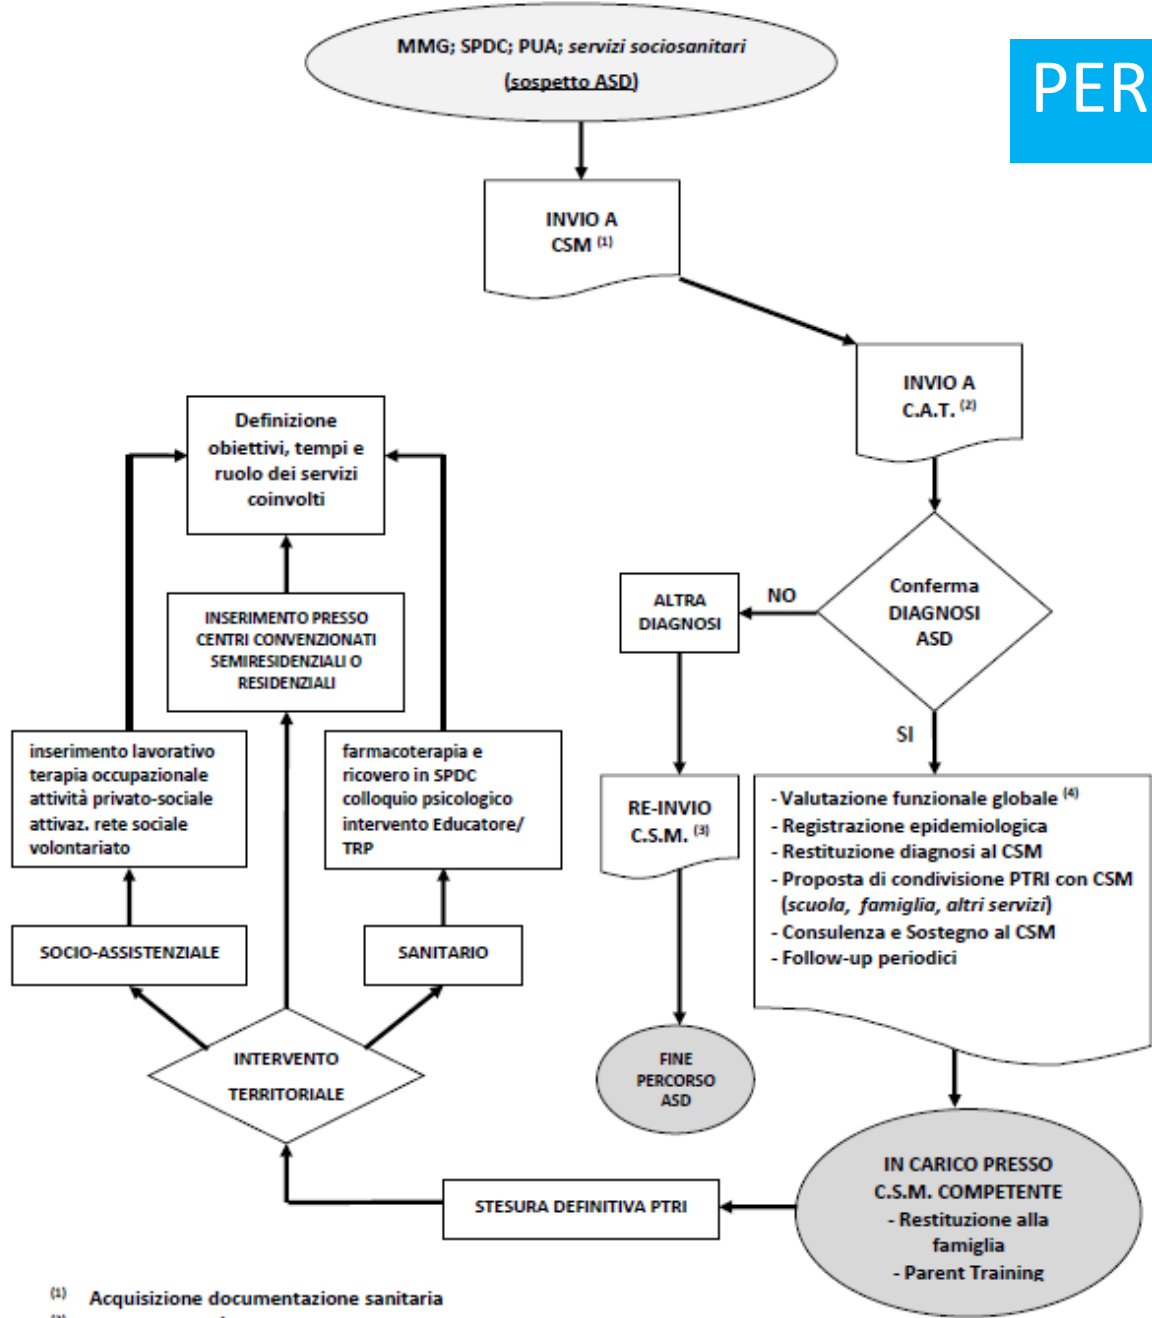 MMG; SPDC; PUA; servizi sociosanitari
(sospetto ASD)
PER
INVIO A
CSM (1)
INVIO A
C.A.T. (2)
Definizione
obiettivi, tempi e
ruolo dei servizi
coinvolti
Conferma
DIAGNOSI
ASD
NO
ALTRA
DIAGNOSI
SI
INSERIMENTO PRESSO
CENTRI CONVENZIONATI
SEMIRESIDENZIALI O
RESIDENZIALI
inserimento lavorativo
terapia occupazionale
attività privato-sociale
attivaz. rete sociale
volontariato
farmacoterapia e
ricovero in SPDC
colloquio psicologico
intervento Educatore/
TRP
RE-INVIO
C.S.M. (3)
- Valutazione funzionale globale (4)
- Registrazione epidemiologica
- Restituzione diagnosi al CSM
- Proposta di condivisione PTRI con CSM
(scuola, famiglia, altri servizi)
- Consulenza e Sostegno al CSM
- Follow-up periodici
SOCIO-ASSISTENZIALE
SANITARIO
INTERVENTO
TERRITORIALE
FINE
PERCORSO
ASD
IN CARICO PRESSO
C.S.M. COMPETENTE
- Restituzione alla
famiglia
- Parent Training
STESURA DEFINITIVA PTRI
(1) Acquisizione documentazione sanitaria